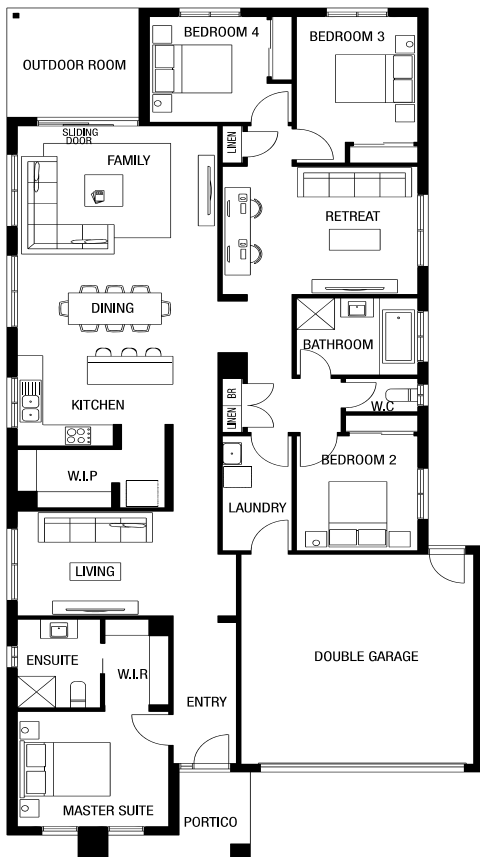 BEDROOM 4
BEDROOM 3
OUTDOOR ROOM
SLIDING
DOOR
LINEN
FAMILY
RETREAT
DINING
BATHROOM
KITCHEN
LINEN
BR
W.C
W.I.P
BEDROOM 2
LAUNDRY
LIVING
ENSUITE
W.I.R
DOUBLE GARAGE
ENTRY
MASTER SUITE
PORTICO